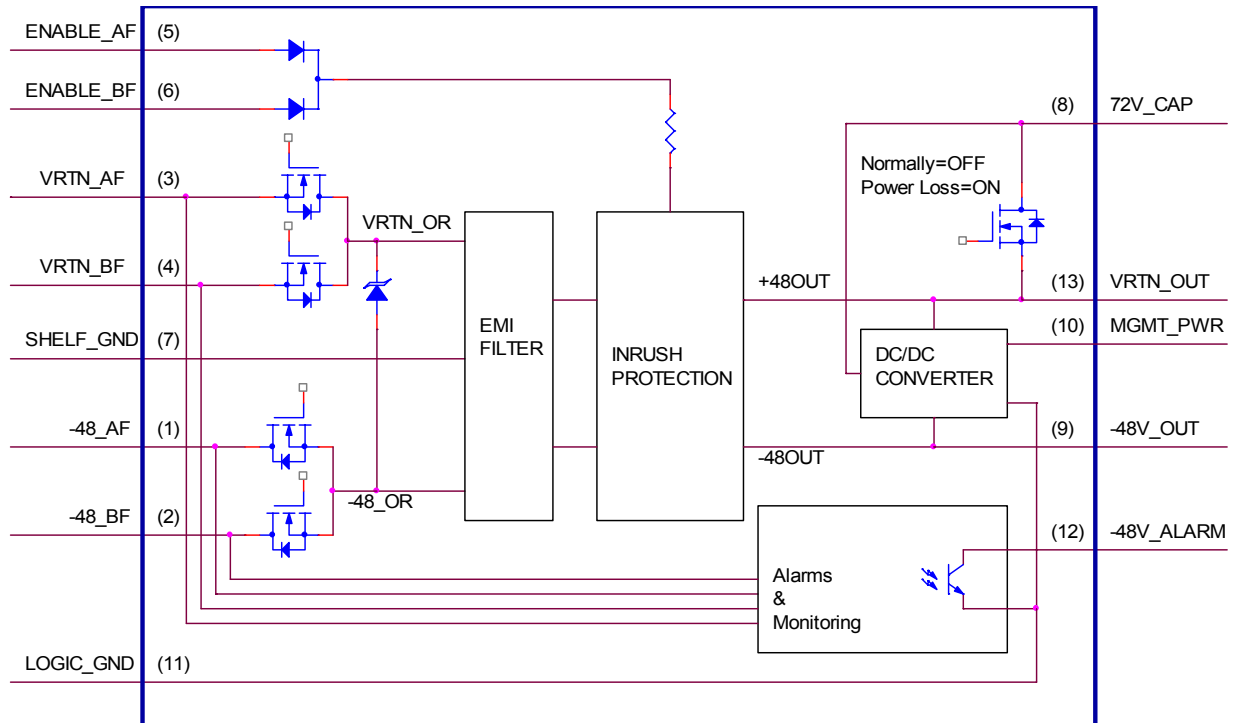 ENABLE_AF (5)
ENABLE_BF (6)
(8) 72V_CAP
Normally=OFF
Power Loss=ON
VRTN_AF (3)
VRTN_OR
VRTN_BF (4)
+48OUT
(13) VRTN_OUT
(10) MGMT_PWR
SHELF_GND (7)
EMI
FILTER
INRUSH
PROTECTION
DC/DC
CONVERTER
-48_AF (1)
(9) -48V_OUT
-48OUT
-48_OR
-48_BF (2)
(12) -48V_ALARM
Alarms
&
Monitoring
LOGIC_GND (11)